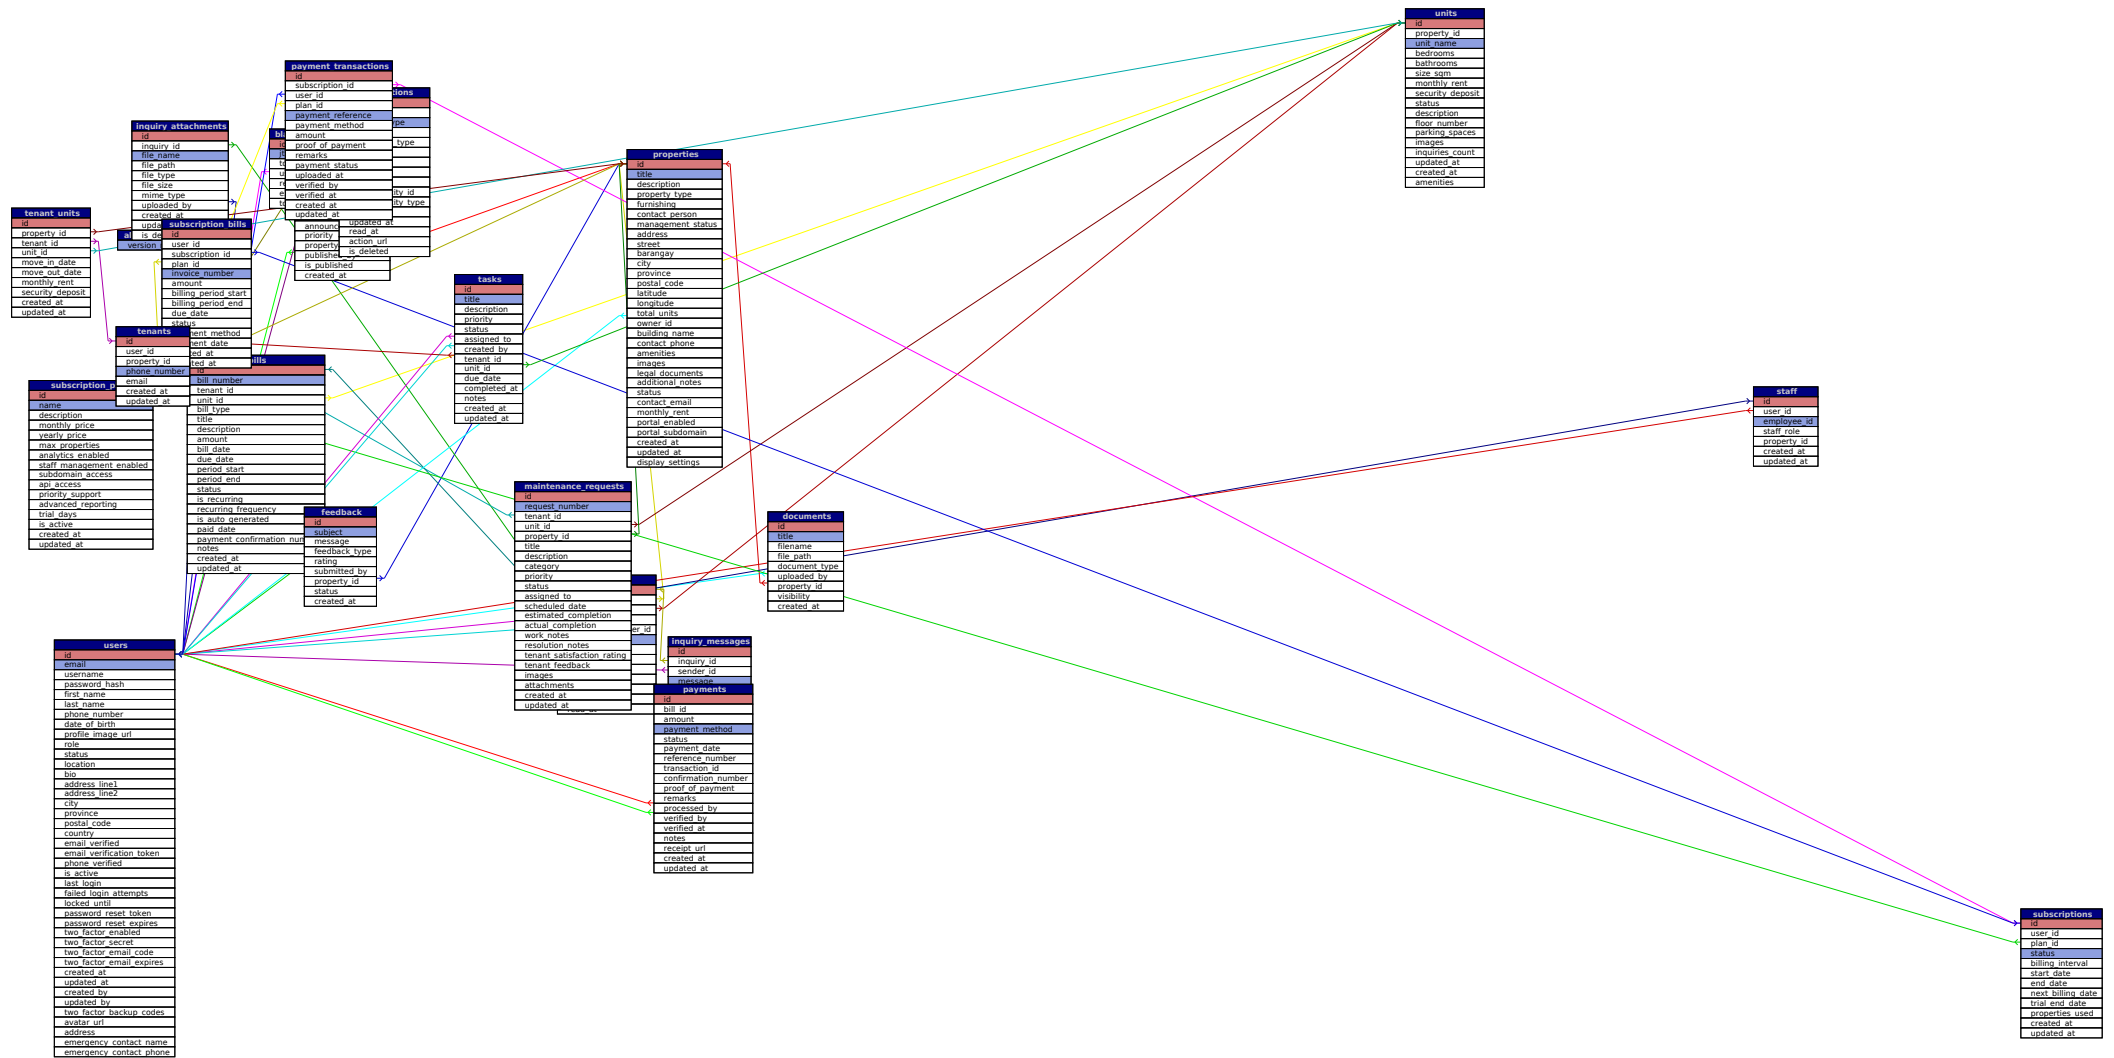 units
id
property_id
unit_name
bedrooms
bathrooms
size_sqm
monthly_rent
security_deposit
status
description
floor_number
parking_spaces
images
inquiries_count
updated_at
created_at
amenities
payment_transactions
id
subscription_id
user_id
plan_id
payment_reference
payment_method
amount
proof_of_payment
remarks
payment_status
uploaded_at
verified_by
verified_at
created_at
updated_at
priority
property
is_published
created_at
read_at
action_url
is_deleted
inquiry_attachments
id
inquiry_id
file_name
file_path
file_type
file_size
mime_type
uploaded_by
created_at
is_de
tenant_units
id
property_id
tenant_id
unit_id
move_in_date
move_out_date
monthly_rent
security_deposit
created_at
updated_at
subscription_bills
id
user_id
subscription_id
plan_id
invoice_number
amount
billing_period_start
billing_period_end
due_date
status
tenants
id
user_id
property_id
phone_number
email
created_at
updated_at
subscription_p
id
name
description
monthly_price
yearly_price
max_properties
analytics_enabled
staff_management_enabled
subdomain_access
api_access
priority_support
advanced_reporting
trial_days
is_active
created_at
updated_at
bill_number
tenant_id
unit_id
bill_type
title
description
amount
bill_date
due_date
period_start
period_end
status
is_recurring
recurring_frequency
is_auto_generated
paid_date
payment_confirmation_num
notes
created_at
updated_at
feedback
id
subject
message
feedback_type
rating
submitted_by
property_id
status
created_at
tasks
id
title
description
priority
status
assigned_to
created_by
tenant_id
unit_id
due_date
completed_at
notes
created_at
updated_at
properties
id
title
description
property_type
furnishing
contact_person
management_status
address
street
barangay
city
province
postal_code
latitude
longitude
total_units
owner_id
building_name
contact_phone
amenities
images
legal_documents
additional_notes
status
contact_email
monthly_rent
portal_enabled
portal_subdomain
created_at
updated_at
display_settings
maintenance_requests
id
request_number
tenant_id
unit_id
property_id
title
description
category
priority
status
assigned_to
scheduled_date
estimated_completion
actual_completion
work_notes
resolution_notes
tenant_satisfaction_rating
tenant_feedback
images
attachments
created_at
updated_at
documents
id
title
filename
file_path
document_type
uploaded_by
property_id
visibility
created_at
inquiry_messages
id
inquiry_id
sender_id
message
payments
id
bill_id
amount
payment_method
status
payment_date
reference_number
transaction_id
confirmation_number
proof_of_payment
remarks
processed_by
verified_by
verified_at
notes
receipt_url
created_at
updated_at
staff
id
user_id
employee_id
staff_role
property_id
created_at
updated_at
users
id
email
username
password_hash
first_name
last_name
phone_number
date_of_birth
profile_image_url
role
status
location
bio
address_line1
address_line2
city
province
postal_code
country
email_verified
email_verification_token
phone_verified
is_active
last_login
failed_login_attempts
locked_until
password_reset_token
password_reset_expires
two_factor_enabled
two_factor_secret
two_factor_email_code
two_factor_email_expires
created_at
updated_at
created_by
updated_by
two_factor_backup_codes
avatar_url
address
emergency_contact_name
emergency_contact_phone
subscriptions
id
user_id
plan_id
status
billing_interval
start_date
end_date
next_billing_date
trial_end_date
properties_used
created_at
updated_at